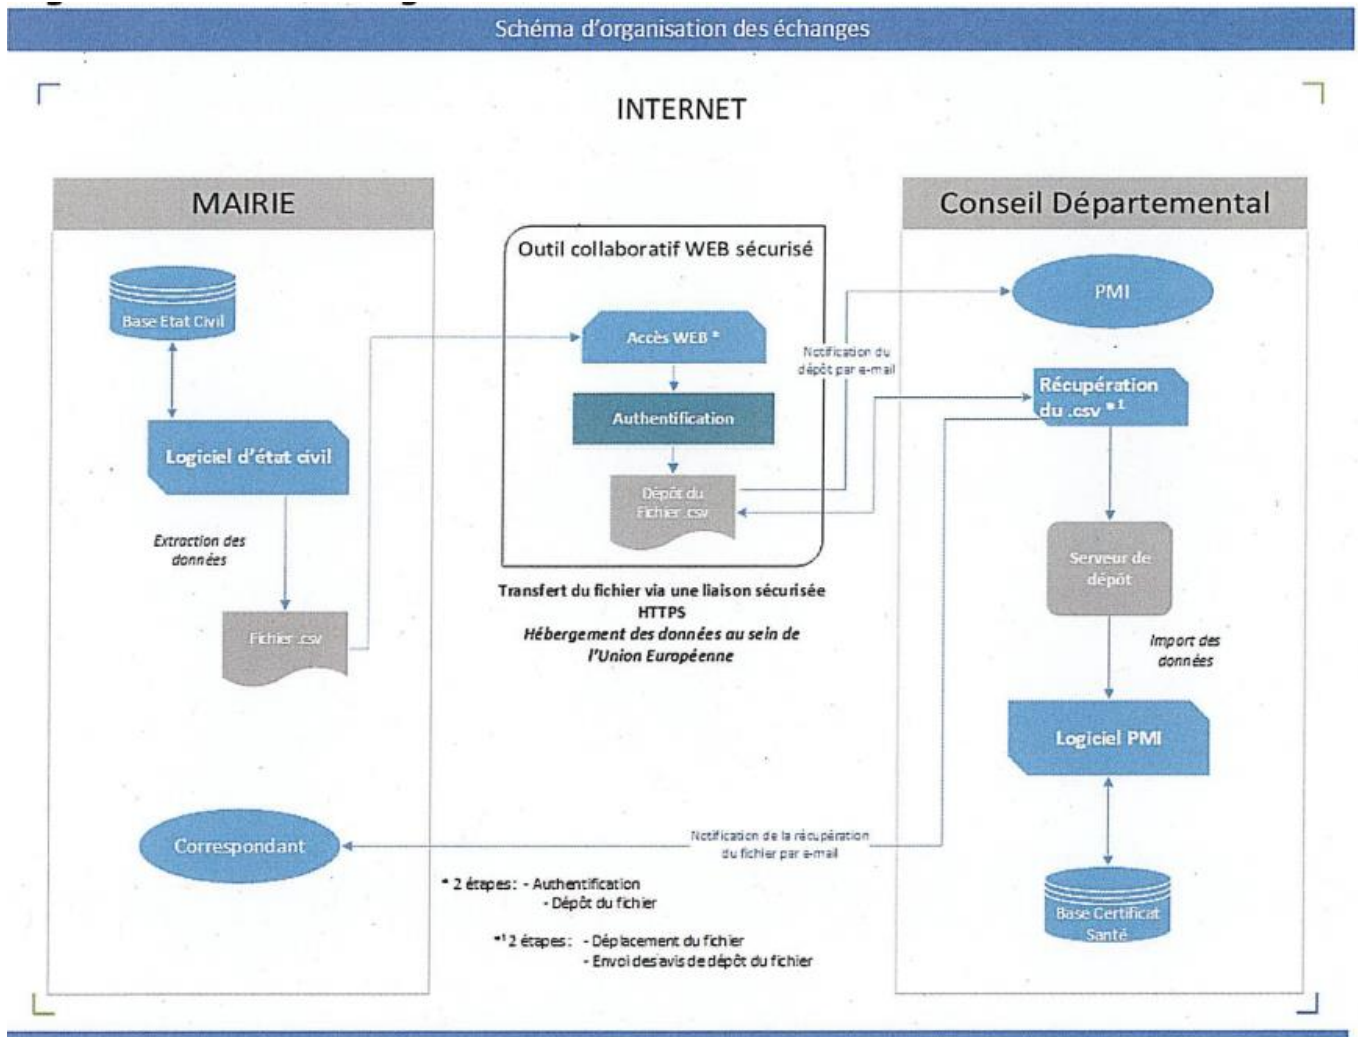 Schéma d'organisation des échanges
INTERNET
MAIRIE
Base Etat Civil
Logiciel d'état civil
Extraction des
données
Fichier .csv
Correspondant
Outil collaboratif WEB sécurisé
Accès WEB *
Authentification
Dépôt du
Fichier .csv
Transfert du fichier via une liaison sécurisée
HTTPS
Hébergement des données au sein de
l'Union Européenne
Notification du
dépôt par e-mail
Conseil Départemental
PMI
Récupération
du .csv *1
Serveur de
dépôt
Import des
données
Logiciel PMI
Base Certificat
Santé
Notification de la récupération
du fichier par e-mail
* 2 étapes : - Authentification
- Dépôt du fichier
*1 2 étapes : - Déplacement du fichier
- Envoi des avis de dépôt du fichier